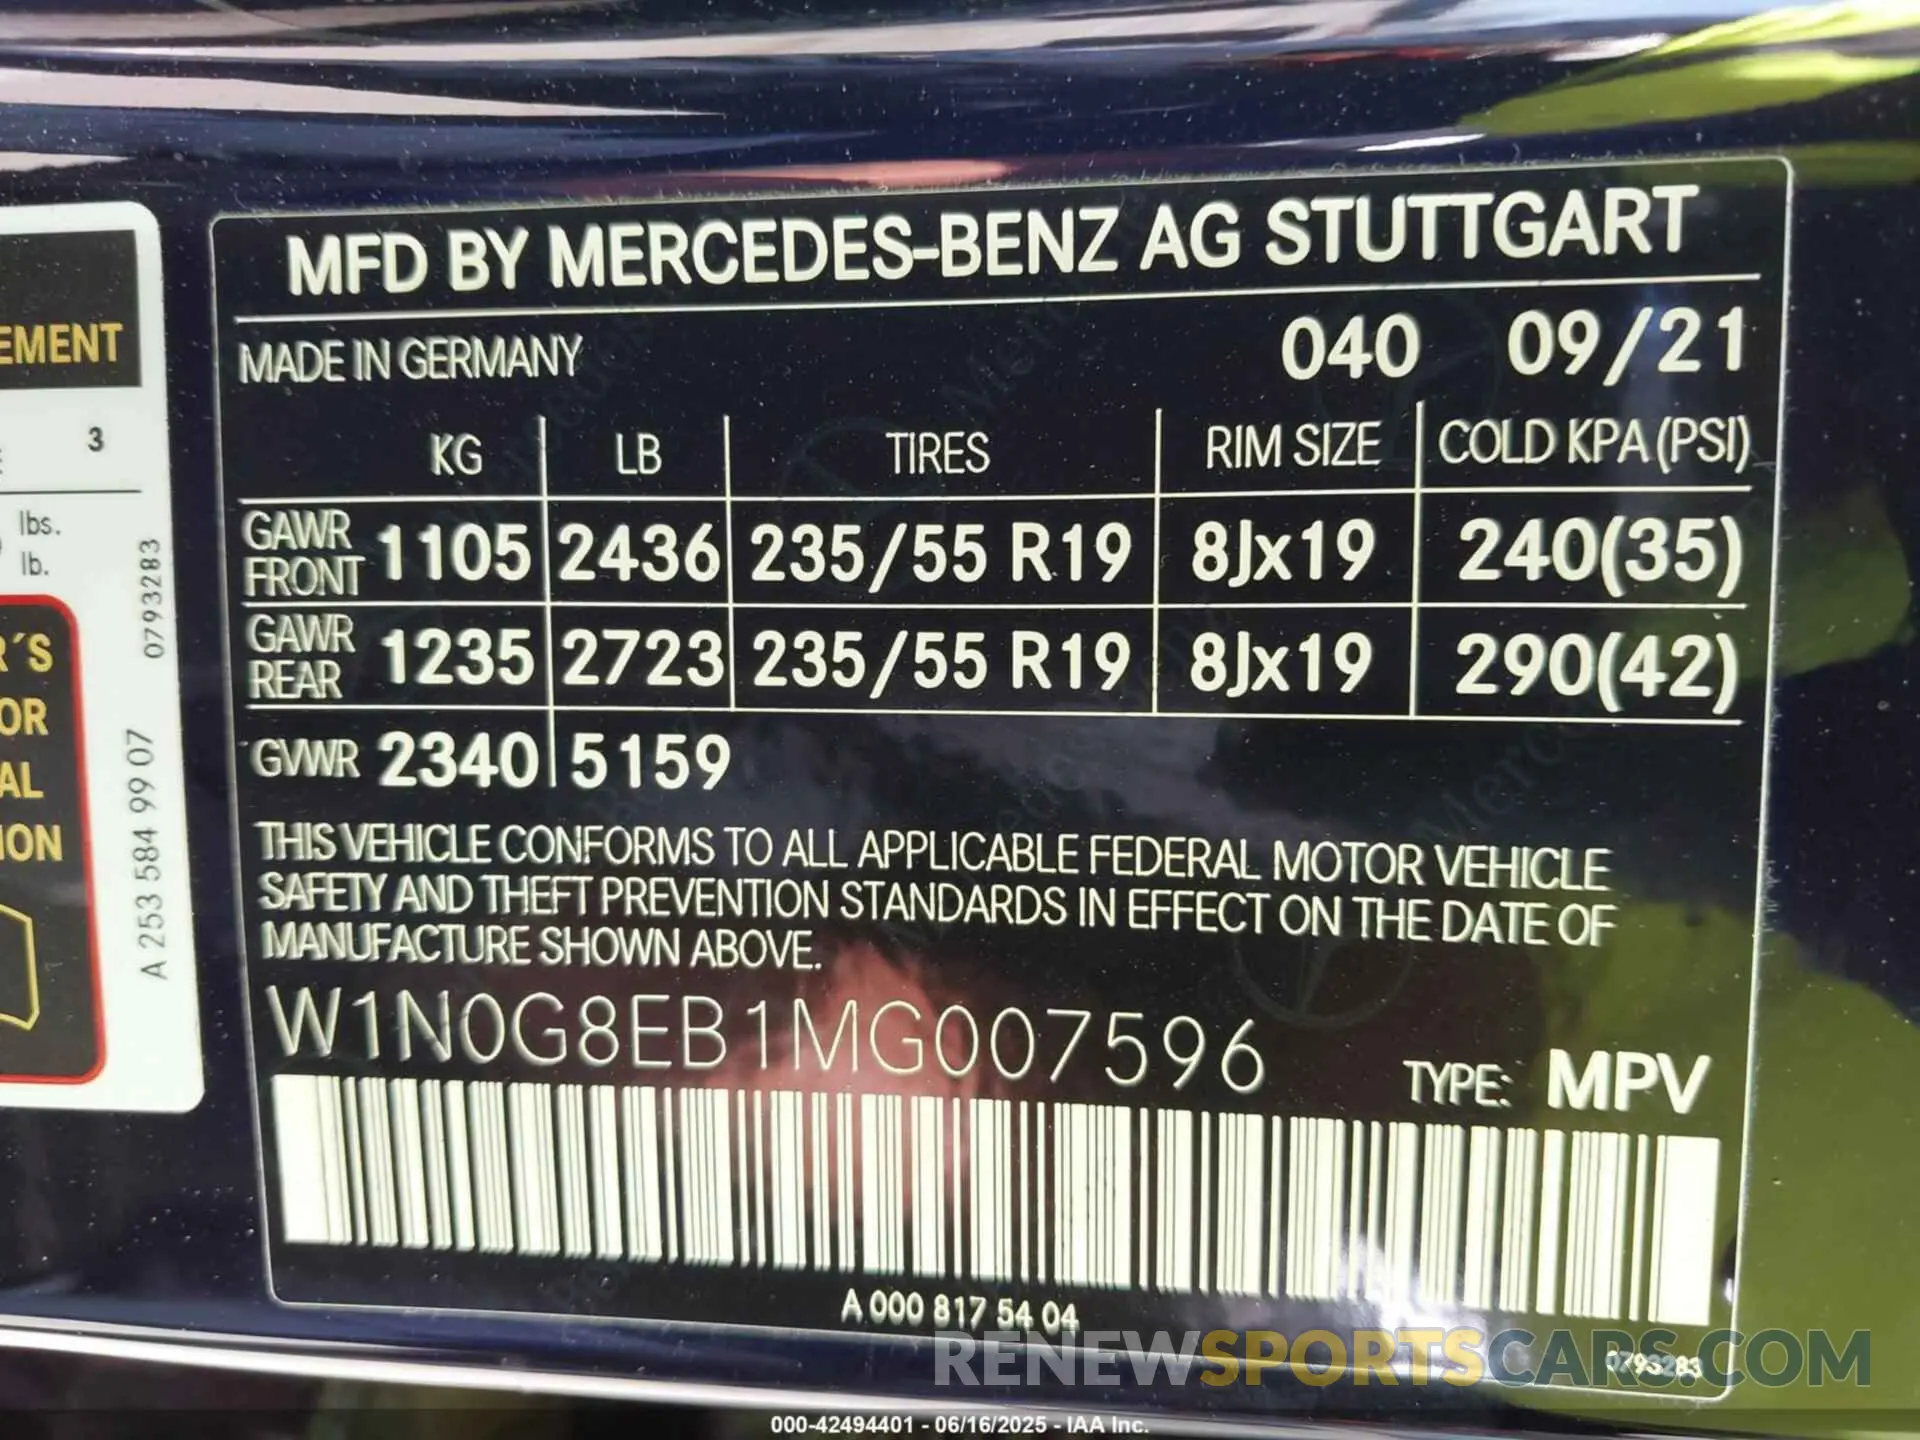 MFD BY MERCEDES-BENZ AG STUTTGART
MADE IN GERMANY 040 09/21
KG LB TIRES RIM SIZE COLD KPA (PSI)
GAWR FRONT 1105 2436 235/55 R19 8Jx19 240(35)
GAWR REAR 1235 2723 235/55 R19 8Jx19 290(42)
GVWR 2340 5159
THIS VEHICLE CONFORMS TO ALL APPLICABLE FEDERAL MOTOR VEHICLE
SAFETY AND THEFT PREVENTION STANDARDS IN EFFECT ON THE DATE OF
MANUFACTURE SHOWN ABOVE.
W1N0G8EB1MG007596
TYPE: MPV
A 000 817 54 04
0793283
EMENT
3
lbs.
lb.
0793283
R´S
OR
AL
ION
A 253 584 99 07
RENEWSPORTSCARS.COM
000-42494401 - 06/16/2025 - IAA Inc.